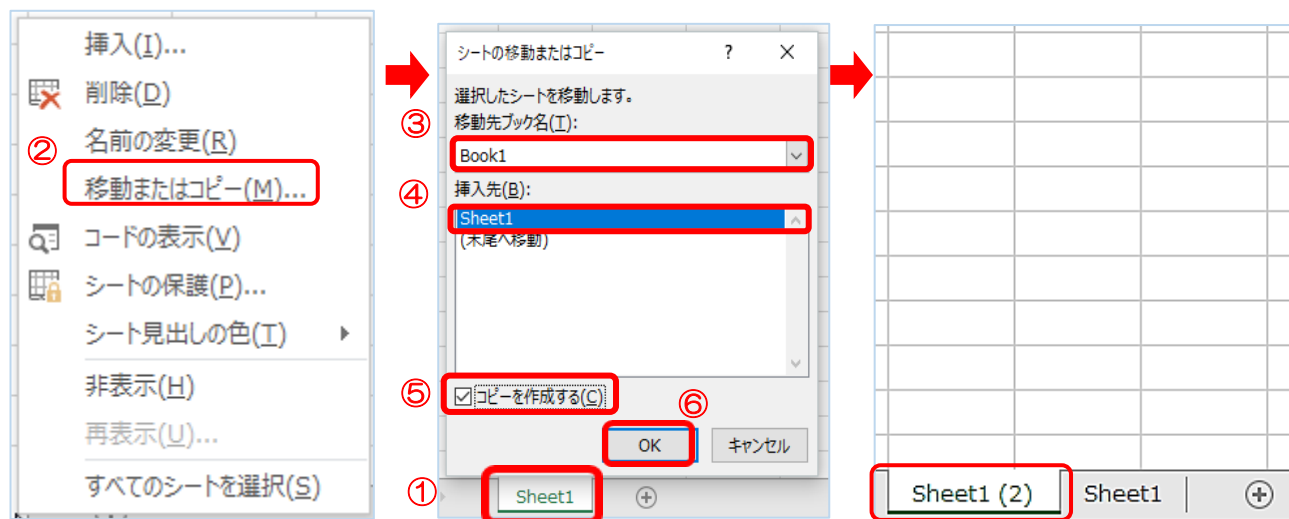 挿入(I)...
削除(D)
② 名前の変更(R)
移動またはコピー(M)...
コードの表示(V)
シートの保護(P)...
シート見出しの色(T)
非表示(H)
再表示(U)...
すべてのシートを選択(S)
シートの移動またはコピー ? ×
選択したシートを移動します。
③ 移動先ブック名(T):
Book1
④ 挿入先(B):
Sheet1
(末尾へ移動)
⑤ コピーを作成する(C)
⑥
OK キャンセル
① Sheet1
Sheet1 (2) Sheet1